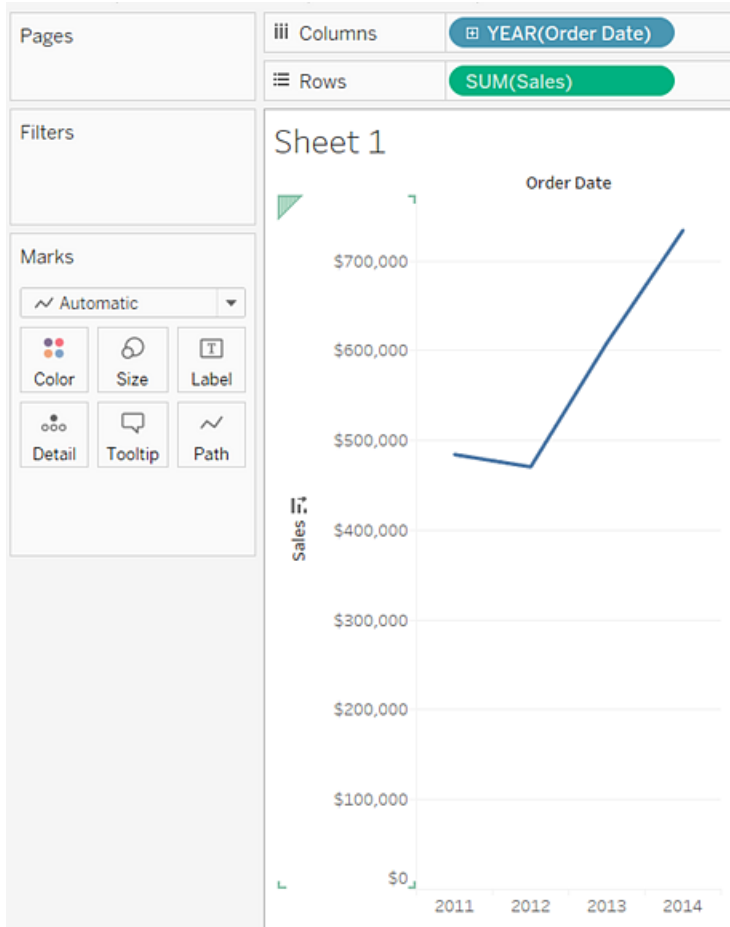 Pages
Columns
YEAR(Order Date)
Rows
SUM(Sales)
Filters
Sheet 1
Order Date
Marks
Automatic
Color Size Label
Detail Tooltip Path
Sales
$700,000
$600,000
$500,000
$400,000
$300,000
$200,000
$100,000
$0
2011 2012 2013 2014